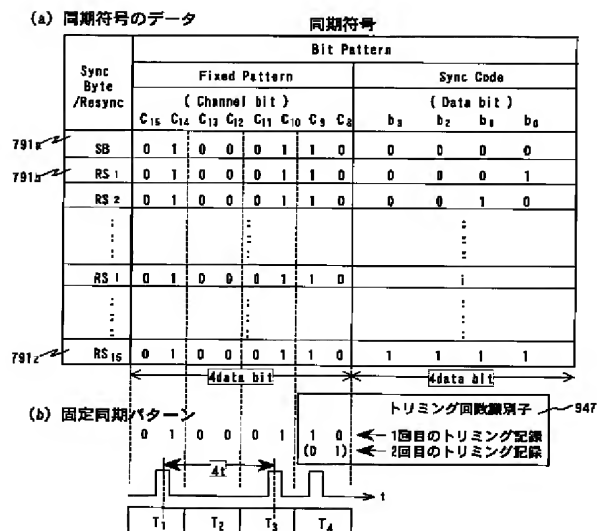 (a) 同期符号のデータ
同期符号
Sync Byte /Resync
Bit Pattern
Fixed Pattern
Sync Code
( Channel bit )
( Data bit )
C15 C14 C13 C12 C11 C10 C9 C8 b3 b2 b1 b0
791a SB 0 1 0 0 0 1 1 0 0 0 0 0
791b RS 1 0 1 0 0 0 1 1 0 0 0 0 1
RS 2 0 1 0 0 0 1 1 0 0 0 1 0
RS i 0 1 0 0 0 1 1 0 i
791z RS 15 0 1 0 0 0 1 1 0 1 1 1 1
4data bit 4data bit
(b) 固定同期パターン
トリミング回数識別子 947
0 1 0 0 0 1 1 0 ← 1回目のトリミング記録
(0 1) ← 2回目のトリミング記録
4t
t
T1 T2 T3 T4